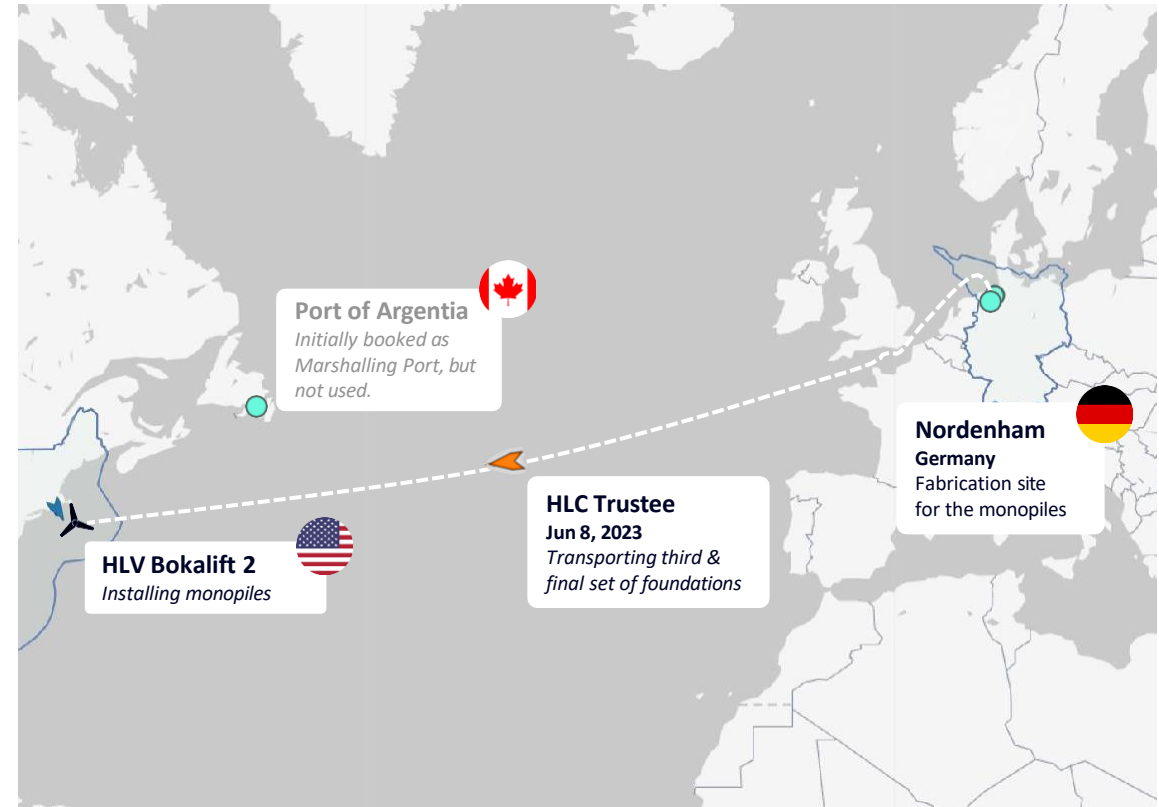 Port of Argentia
Initially booked as
Marshalling Port, but
not used.
Nordenham
Germany
Fabrication site
for the monopiles
HLC Trustee
Jun 8, 2023
Transporting third &
final set of foundations
HLV Bokalift 2
Installing monopiles